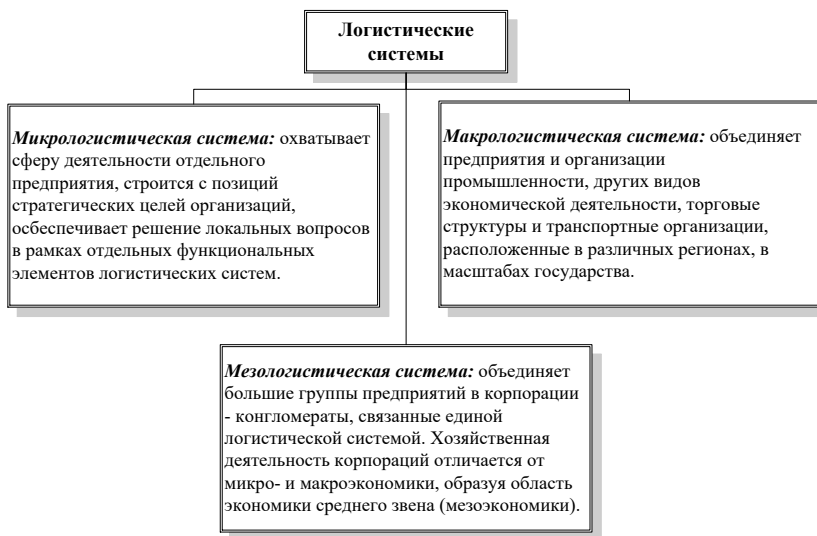 Логистические
системы
Микрологистическая система: охватывает
сферу деятельности отдельного
предприятия, строится с позиций
стратегических целей организаций,
осбеспечивает решение локальных вопросов
в рамках отдельных функциональных
элементов логистических систем.
Макрологистическая система: объединяет
предприятия и организации
промышленности, других видов
экономической деятельности, торговые
структуры и транспортные организации,
расположенные в различных регионах, в
масштабах государства.
Мезологистическая система: объединяет
большие группы предприятий в корпорации
- конгломераты, связанные единой
логистической системой. Хозяйственная
деятельность корпораций отличается от
микро- и макроэкономики, образуя область
экономики среднего звена (мезоэкономики).